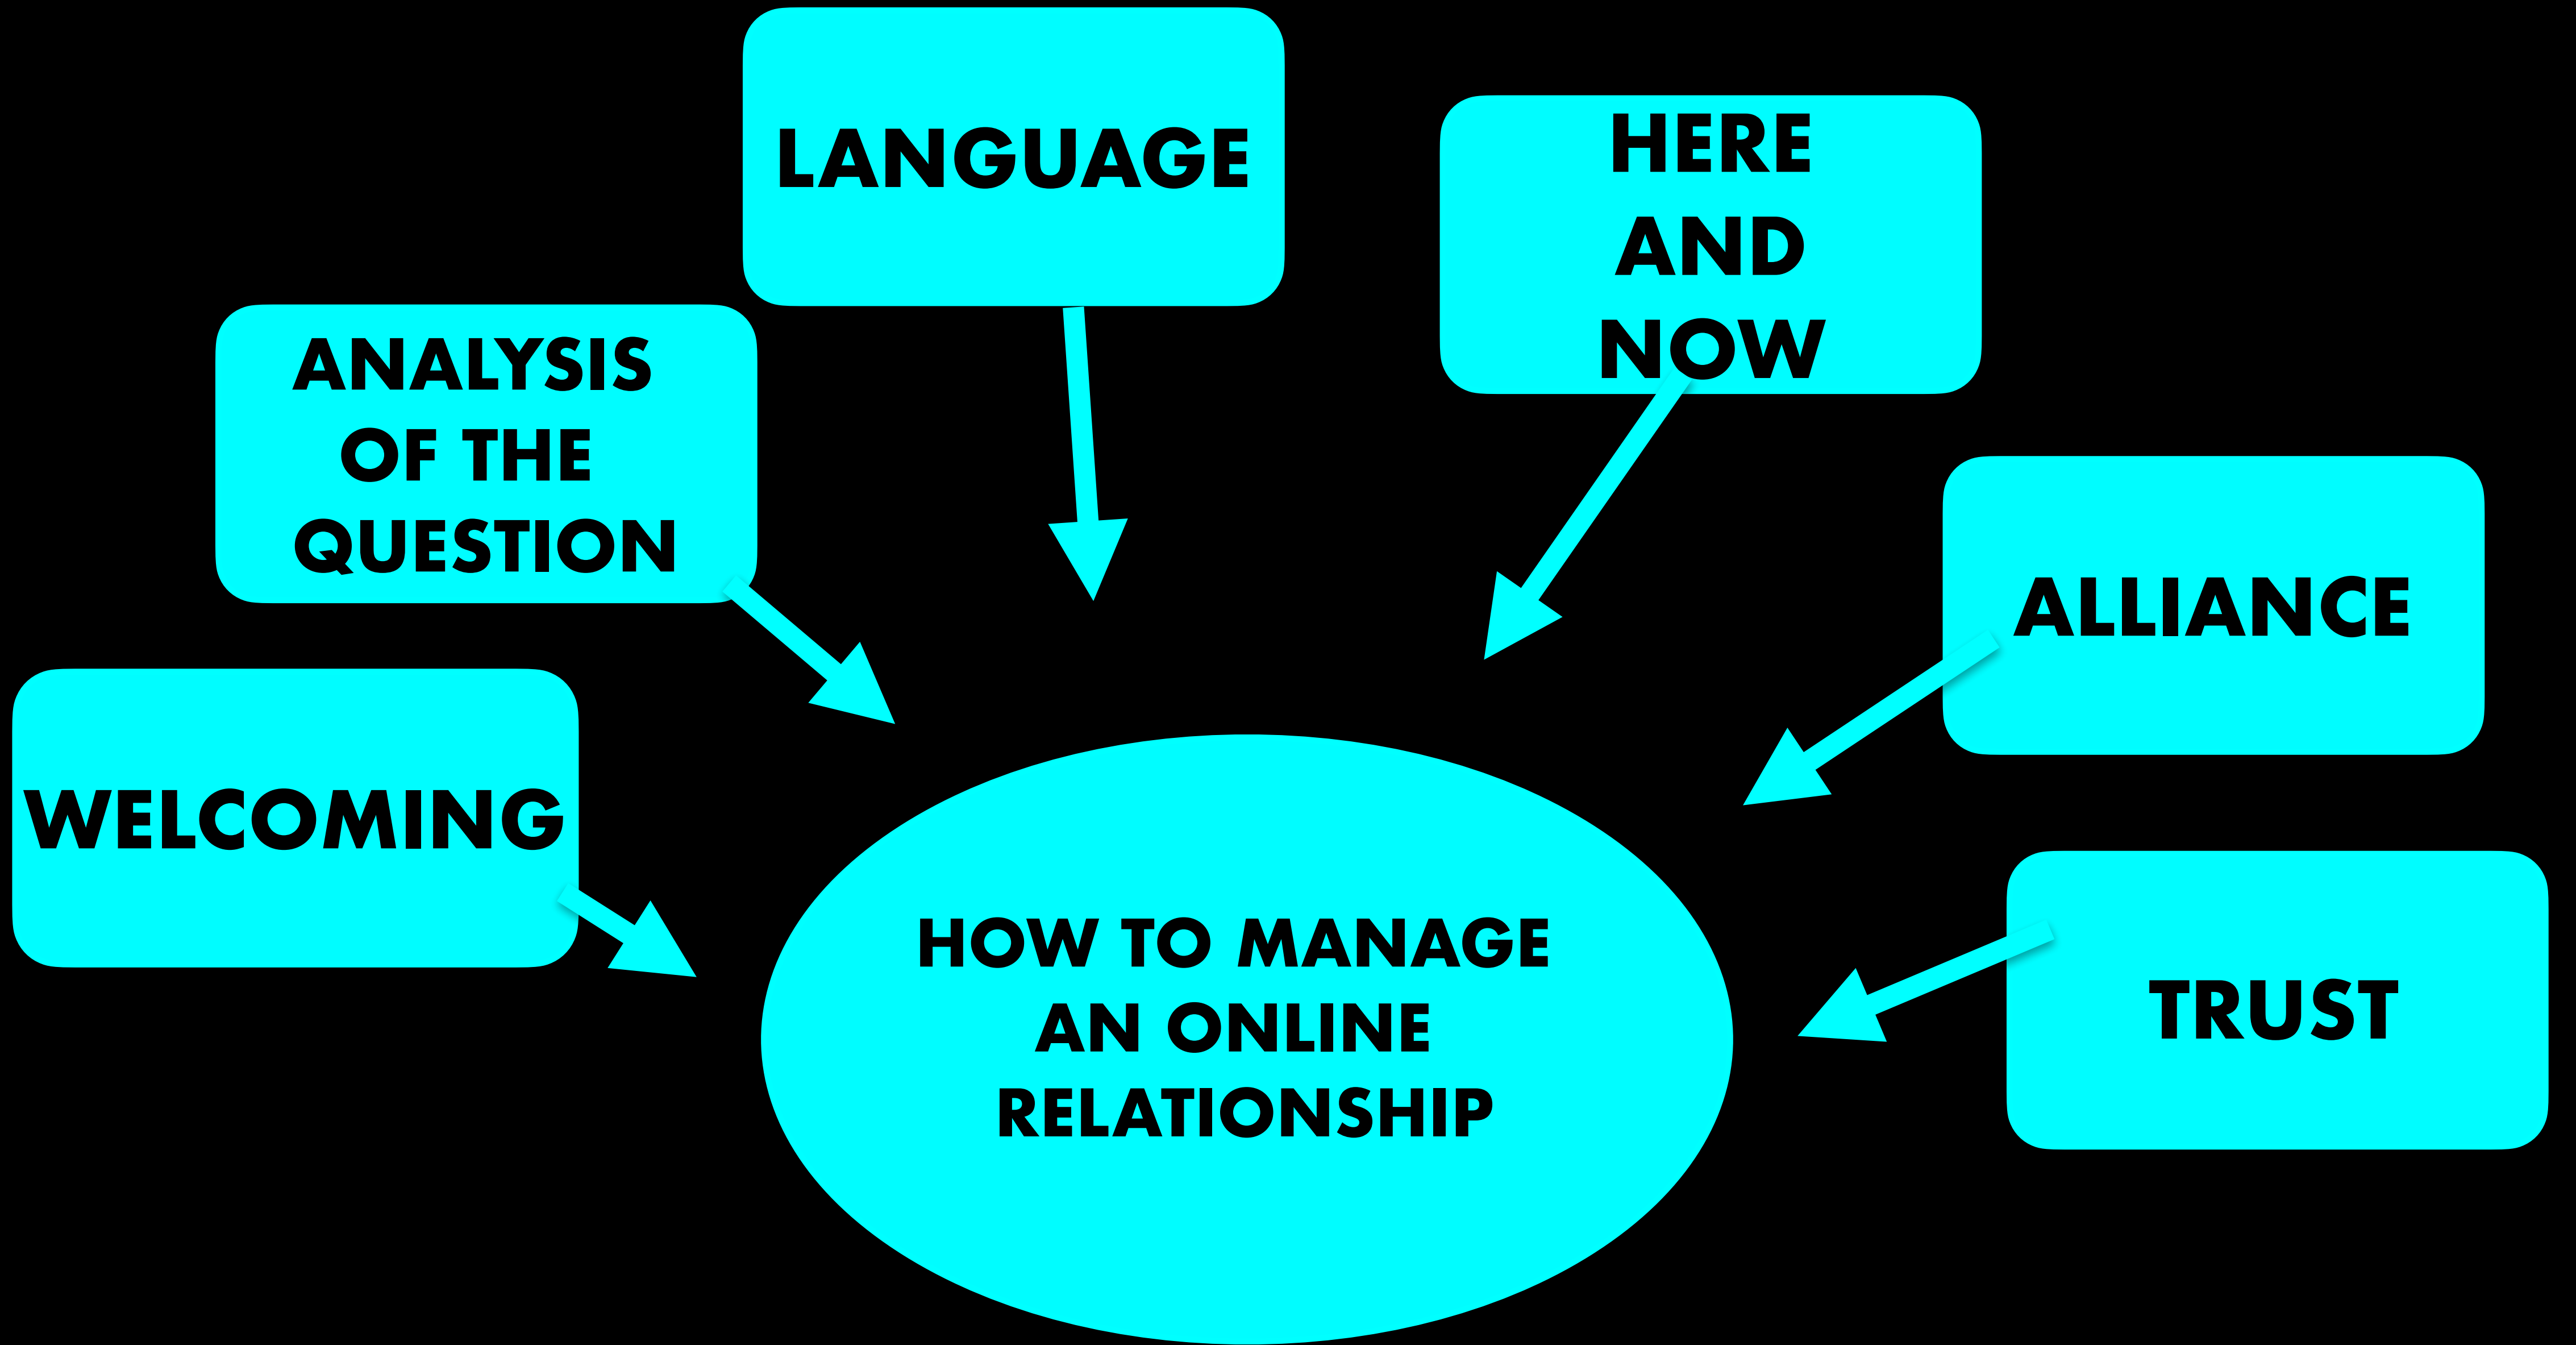 LANGUAGE
HERE
AND
NOW
ANALYSIS
OF THE
QUESTION
ALLIANCE
WELCOMING
TRUST
HOW TO MANAGE
AN ONLINE
RELATIONSHIP